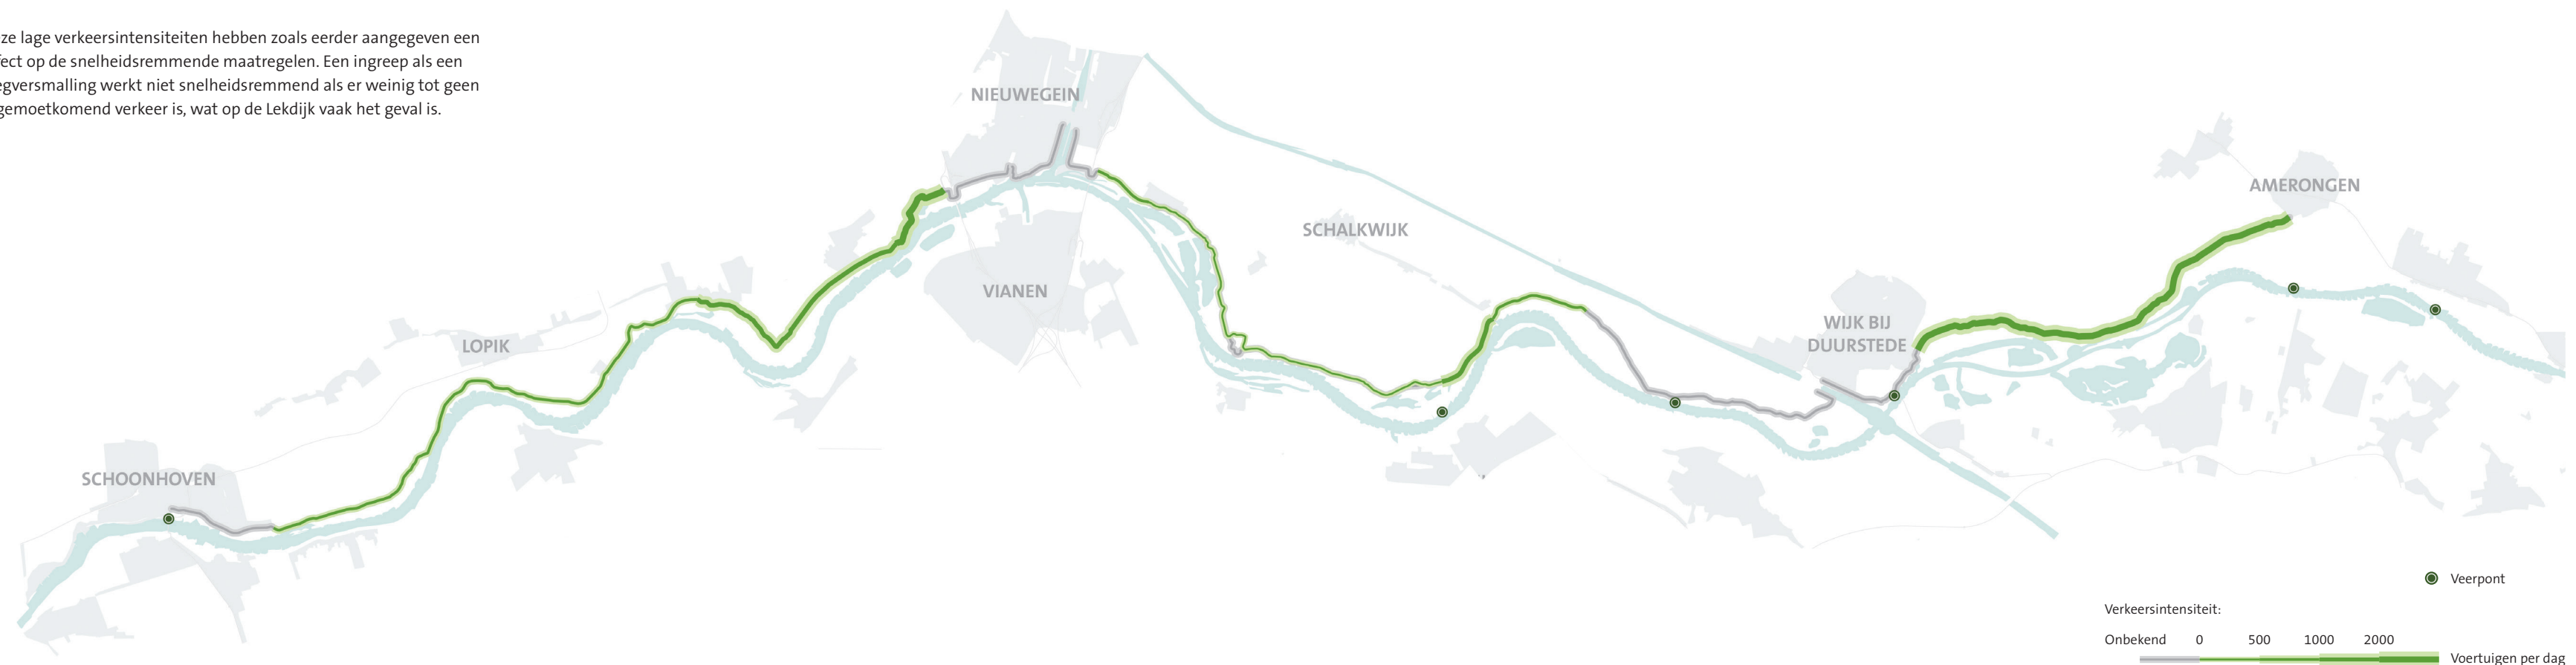 ze lage verkeersintensiteiten hebben zoals eerder aangegeven een
ect op de snelheidsremmende maatregelen. Een ingreep als een
egversmalling werkt niet snelheidsremmend als er weinig tot geen
gemoetkomend verkeer is, wat op de Lekdijk vaak het geval is.
NIEUWEGEIN
AMERONGEN
SCHALKWIJK
VIANEN
WIJK BIJ
DUURSTEDE
LOPIK
SCHOONHOVEN
Veerpont
Verkeersintensiteit:
Onbekend 0 500 1000 2000
Voertuigen per dag